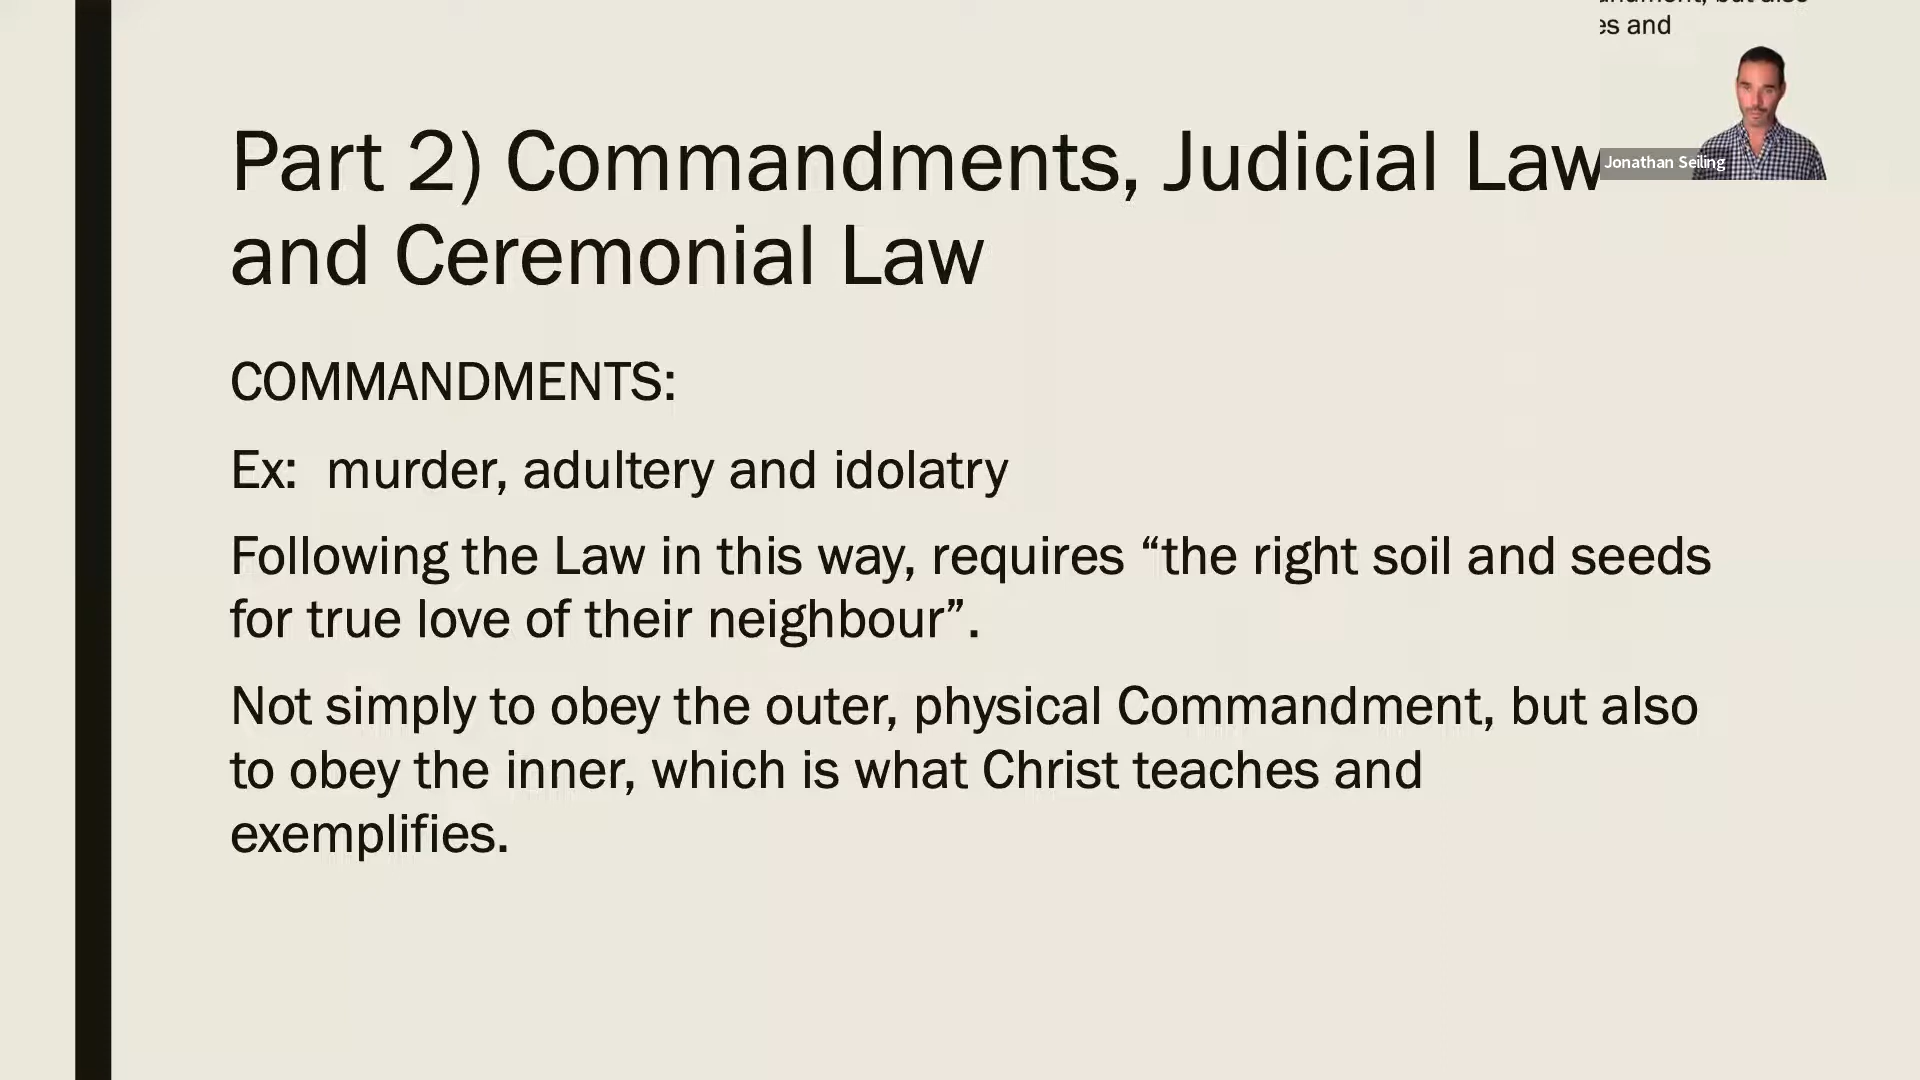 es and
Jonathan Seiling
Part 2) Commandments, Judicial Law
and Ceremonial Law
COMMANDMENTS:
Ex:  murder, adultery and idolatry
Following the Law in this way, requires “the right soil and seeds
for true love of their neighbour”.
Not simply to obey the outer, physical Commandment, but also
to obey the inner, which is what Christ teaches and
exemplifies.